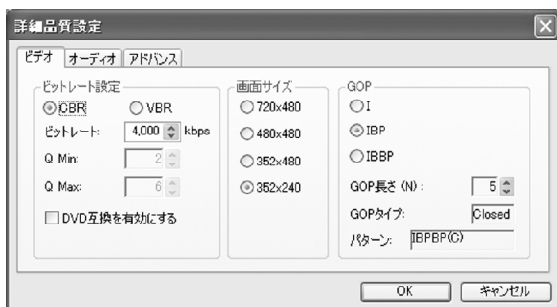 詳細品質設定
ビデオ オーディオ アドバンス
ビットレート設定
CBR VBR
ビットレート: 4,000 kbps
Q Min: 2
Q Max: 6
DVD互換を有効にする
画面サイズ
720x480
480x480
352x480
352x240
GOP
I
IBP
IBBP
GOP長さ (N) : 5
GOPタイプ: Closed
パターン: IBPBP(C)
OK キャンセル